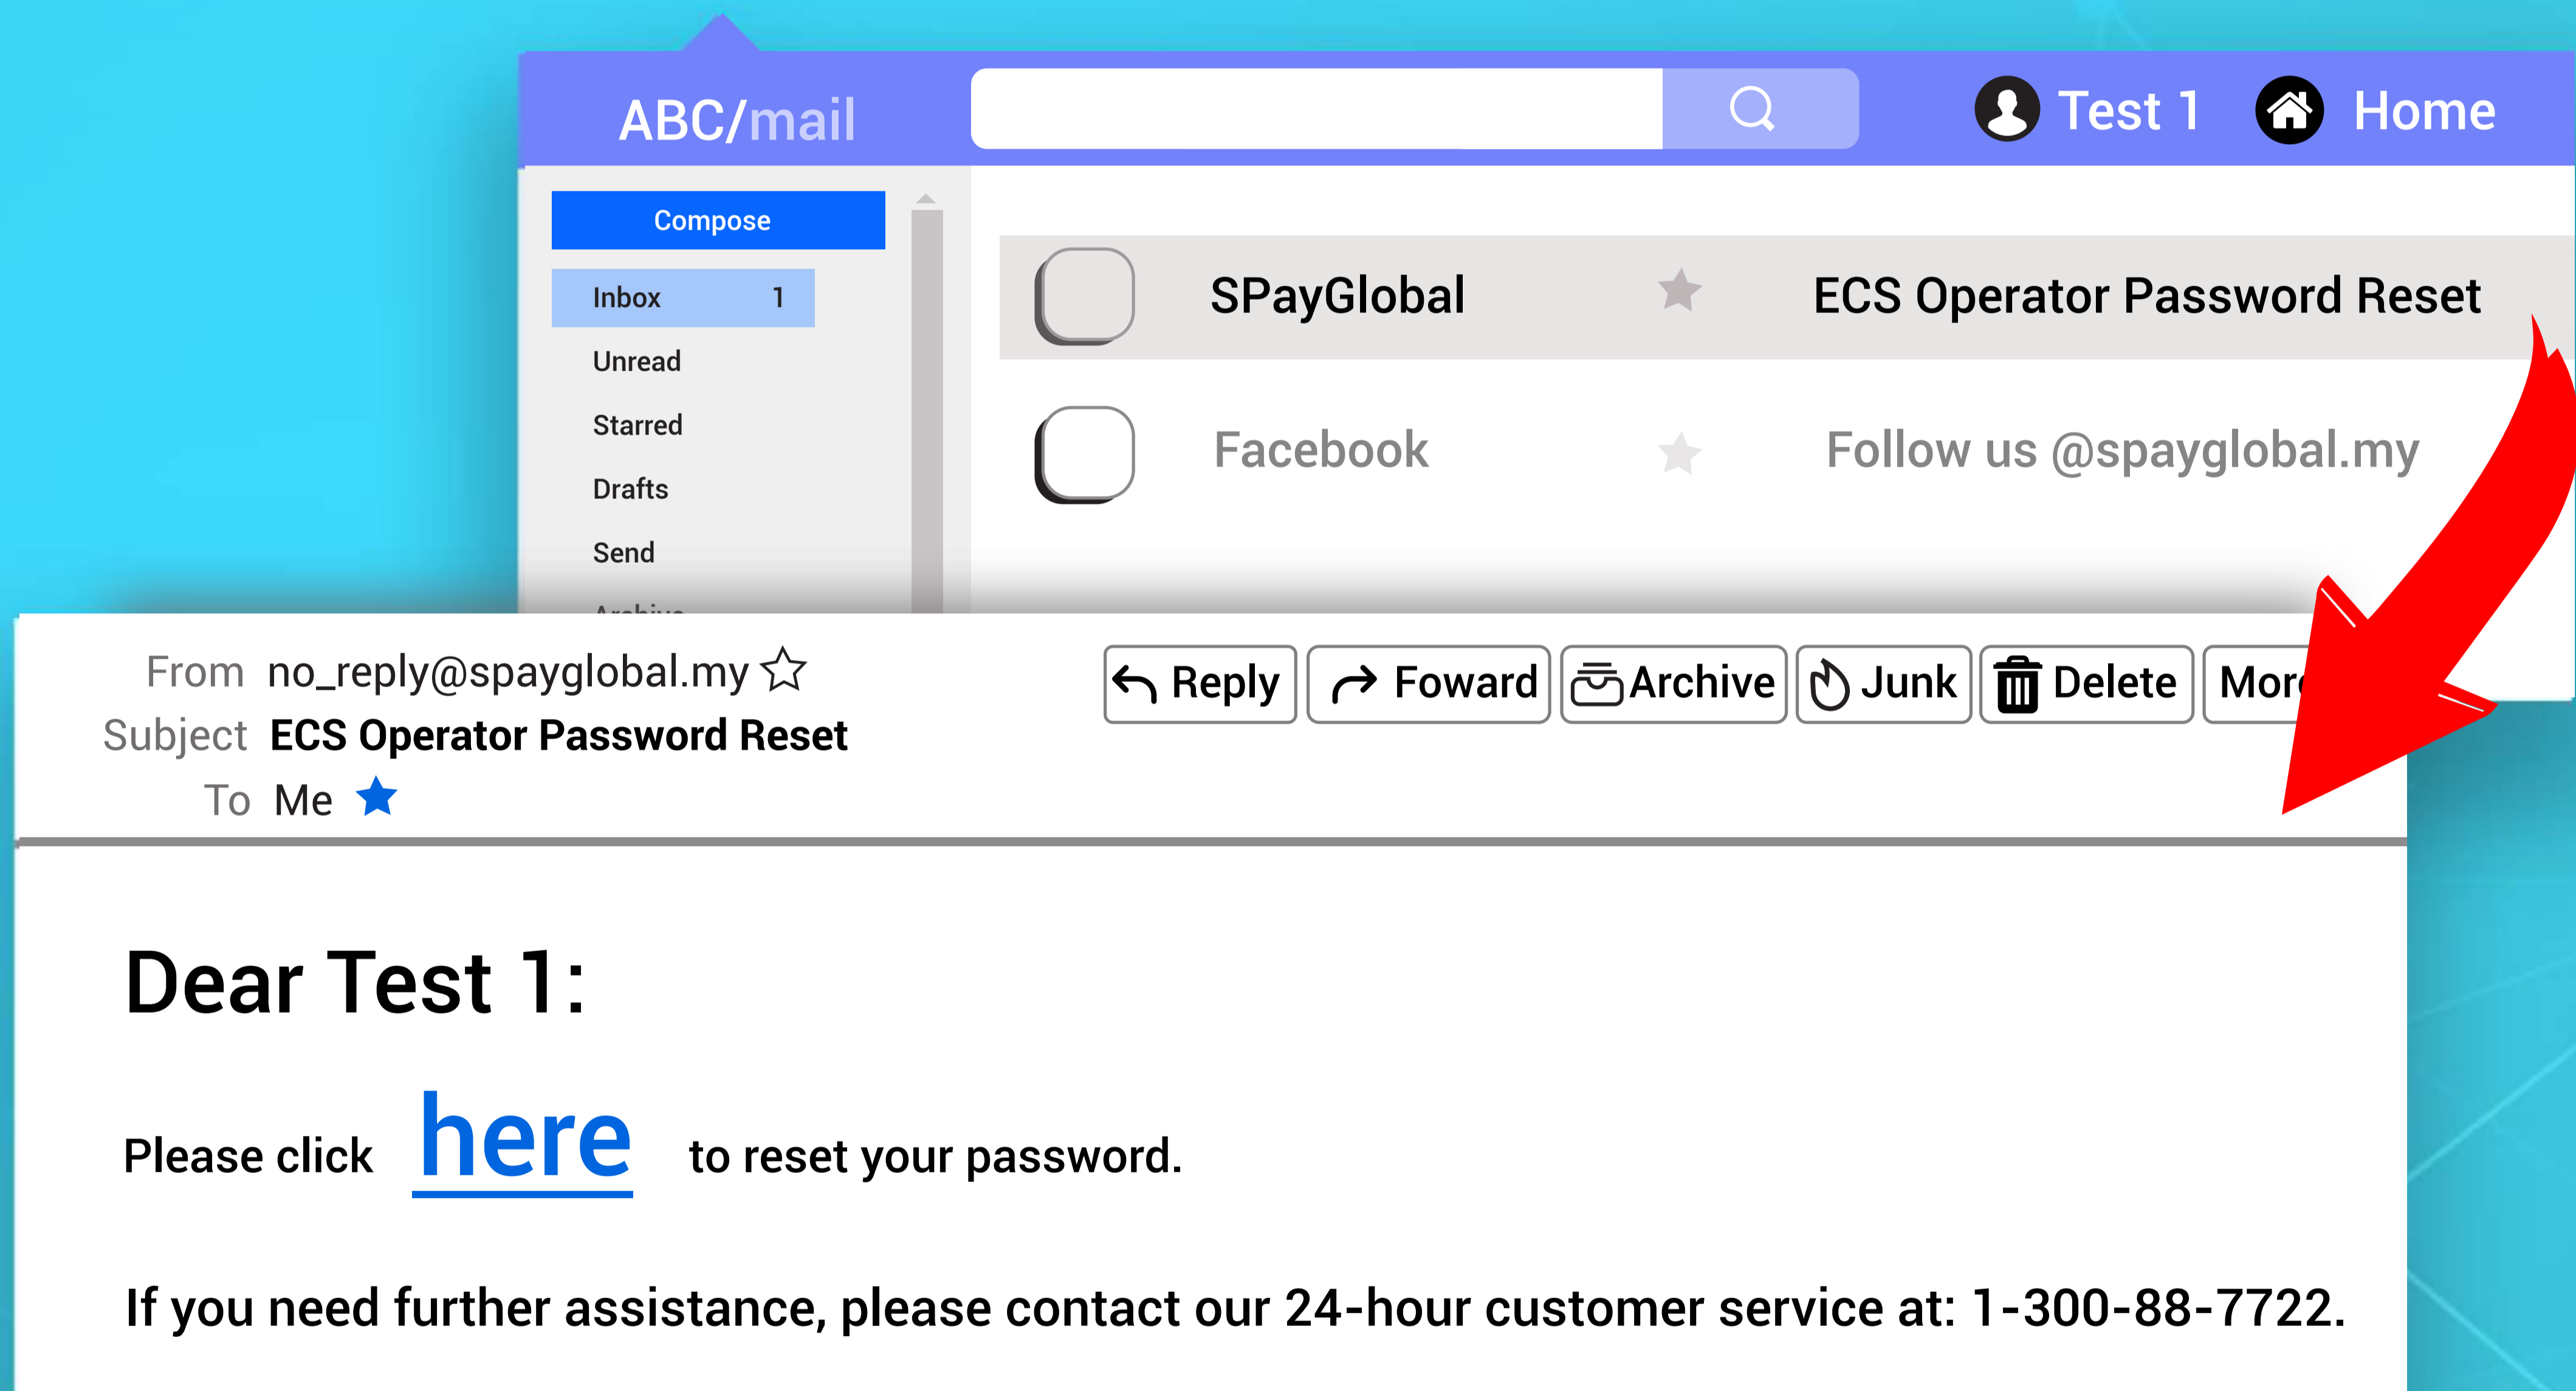 ABC/mail
Test 1 Home
Compose
Inbox 1
Unread
Starred
Drafts
Send
Archive
SPayGlobal ECS Operator Password Reset
Facebook Follow us @spayglobal.my
From no_reply@spayglobal.my
Subject ECS Operator Password Reset
To Me
Reply Foward Archive Junk Delete More
Dear Test 1:
Please click here to reset your password.
If you need further assistance, please contact our 24-hour customer service at: 1-300-88-7722.